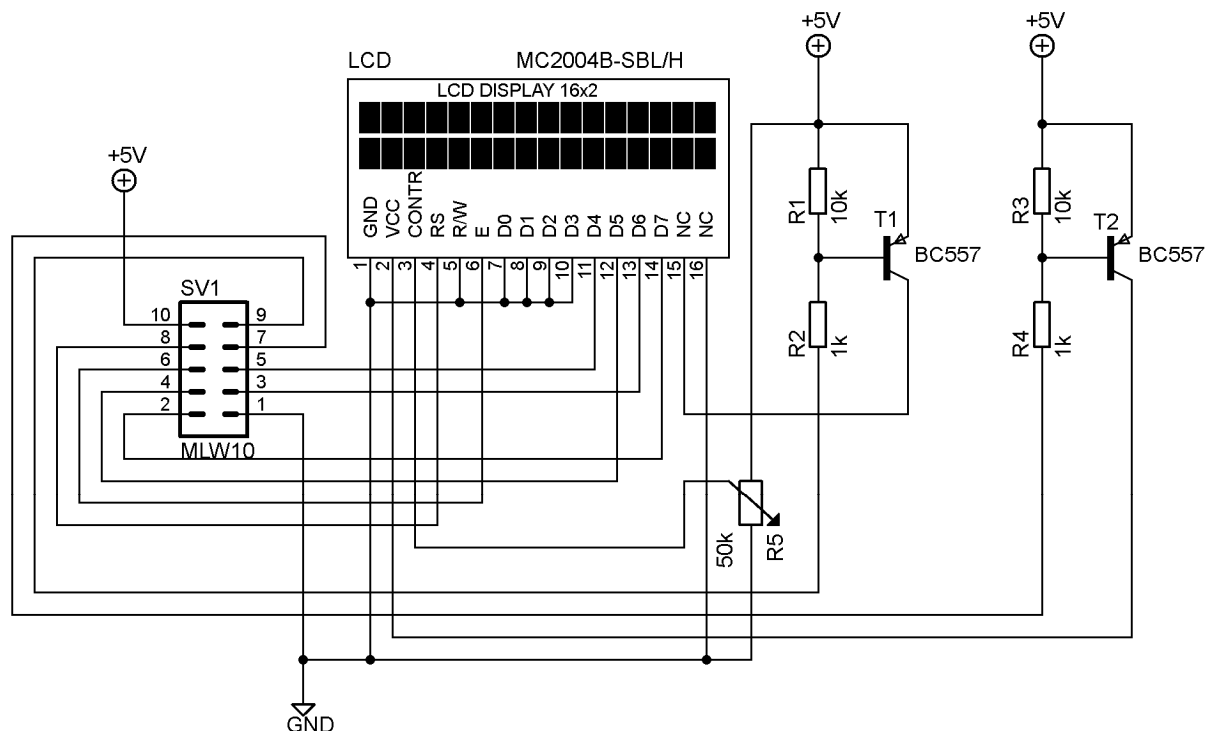 +5V
+5V
LCD MC2004B-SBL/H
LCD DISPLAY 16x2
+5V
GND
VCC
CONTR
RS
R/W
E
D0
D1
D2
D3
D4
D5
D6
D7
NC
NC
1
2
3
4
5
6
7
8
9
10
11
12
13
14
15
16
R1
10k
R3
10k
T1
BC557
T2
BC557
R2
1k
R4
1k
SV1
10 9
8 7
6 5
4 3
2 1
MLW10
50k
R5
GND